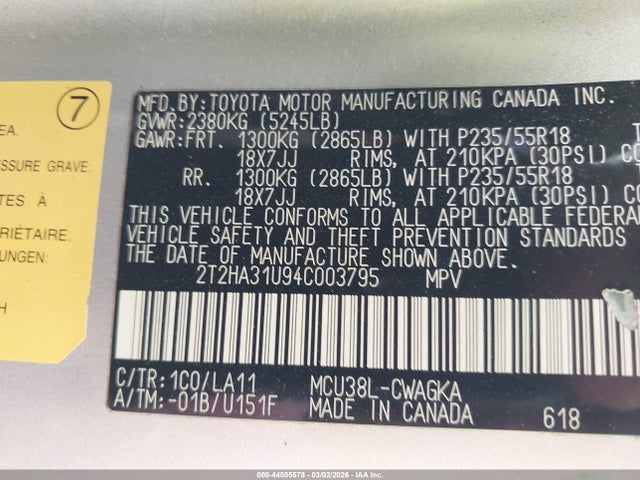 7
EA.
ESSURE GRAVE:
TES À
RIÉTAIRE.
UNGEN:
H
MFD.BY:TOYOTA MOTOR MANUFACTURING CANADA INC.
GVWR:2380KG (5245LB)
GAWR:FRT. 1300KG (2865LB) WITH P235/55R18
18X7JJ RIMS, AT 210KPA (30PSI) CO
RR. 1300KG (2865LB) WITH P235/55R18
18X7JJ RIMS, AT 210KPA (30PSI) CO
THIS VEHICLE CONFORMS TO ALL APPLICABLE FEDERAL
VEHICLE SAFETY AND THEFT PREVENTION STANDARDS
THE DATE OF MANUFACTURE SHOWN ABOVE.
2T2HA31U94C003795 MPV
C/TR:1C0/LA11 MCU38L-CWAGKA
A/TM:-01B/U151F MADE IN CANADA 618
000-44505578 - 03/02/2026 - IAAC